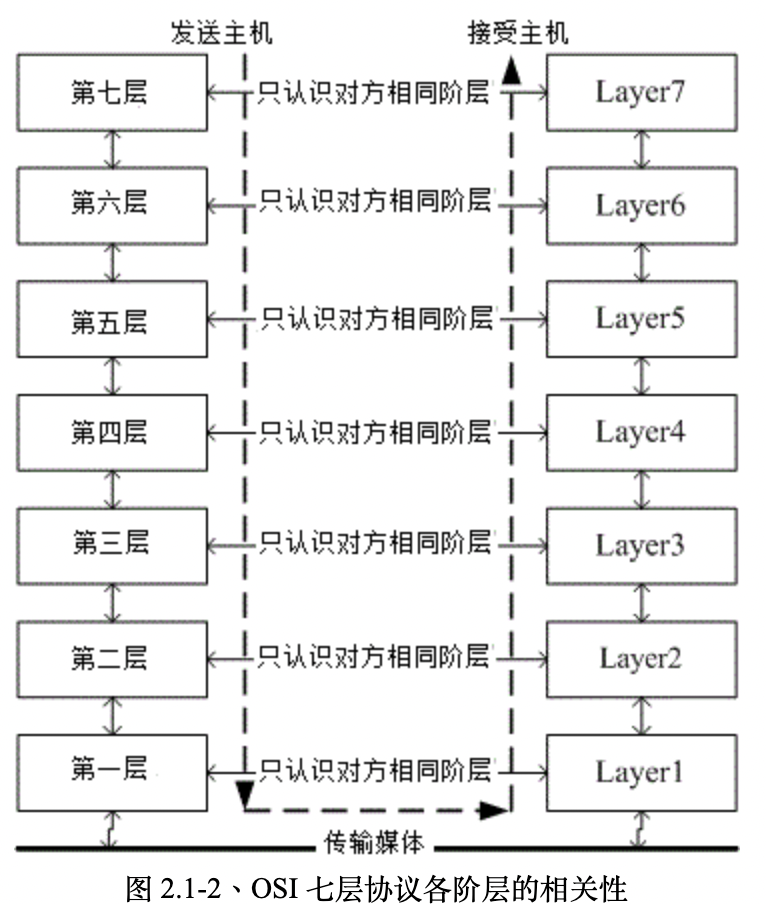 发送主机 接受主机
第七层 只认识对方相同阶层 Layer7
第六层 只认识对方相同阶层 Layer6
第五层 只认识对方相同阶层 Layer5
第四层 只认识对方相同阶层 Layer4
第三层 只认识对方相同阶层 Layer3
第二层 只认识对方相同阶层 Layer2
第一层 只认识对方相同阶层 Layer1
传输媒体
图 2.1-2、OSI 七层协议各阶层的相关性